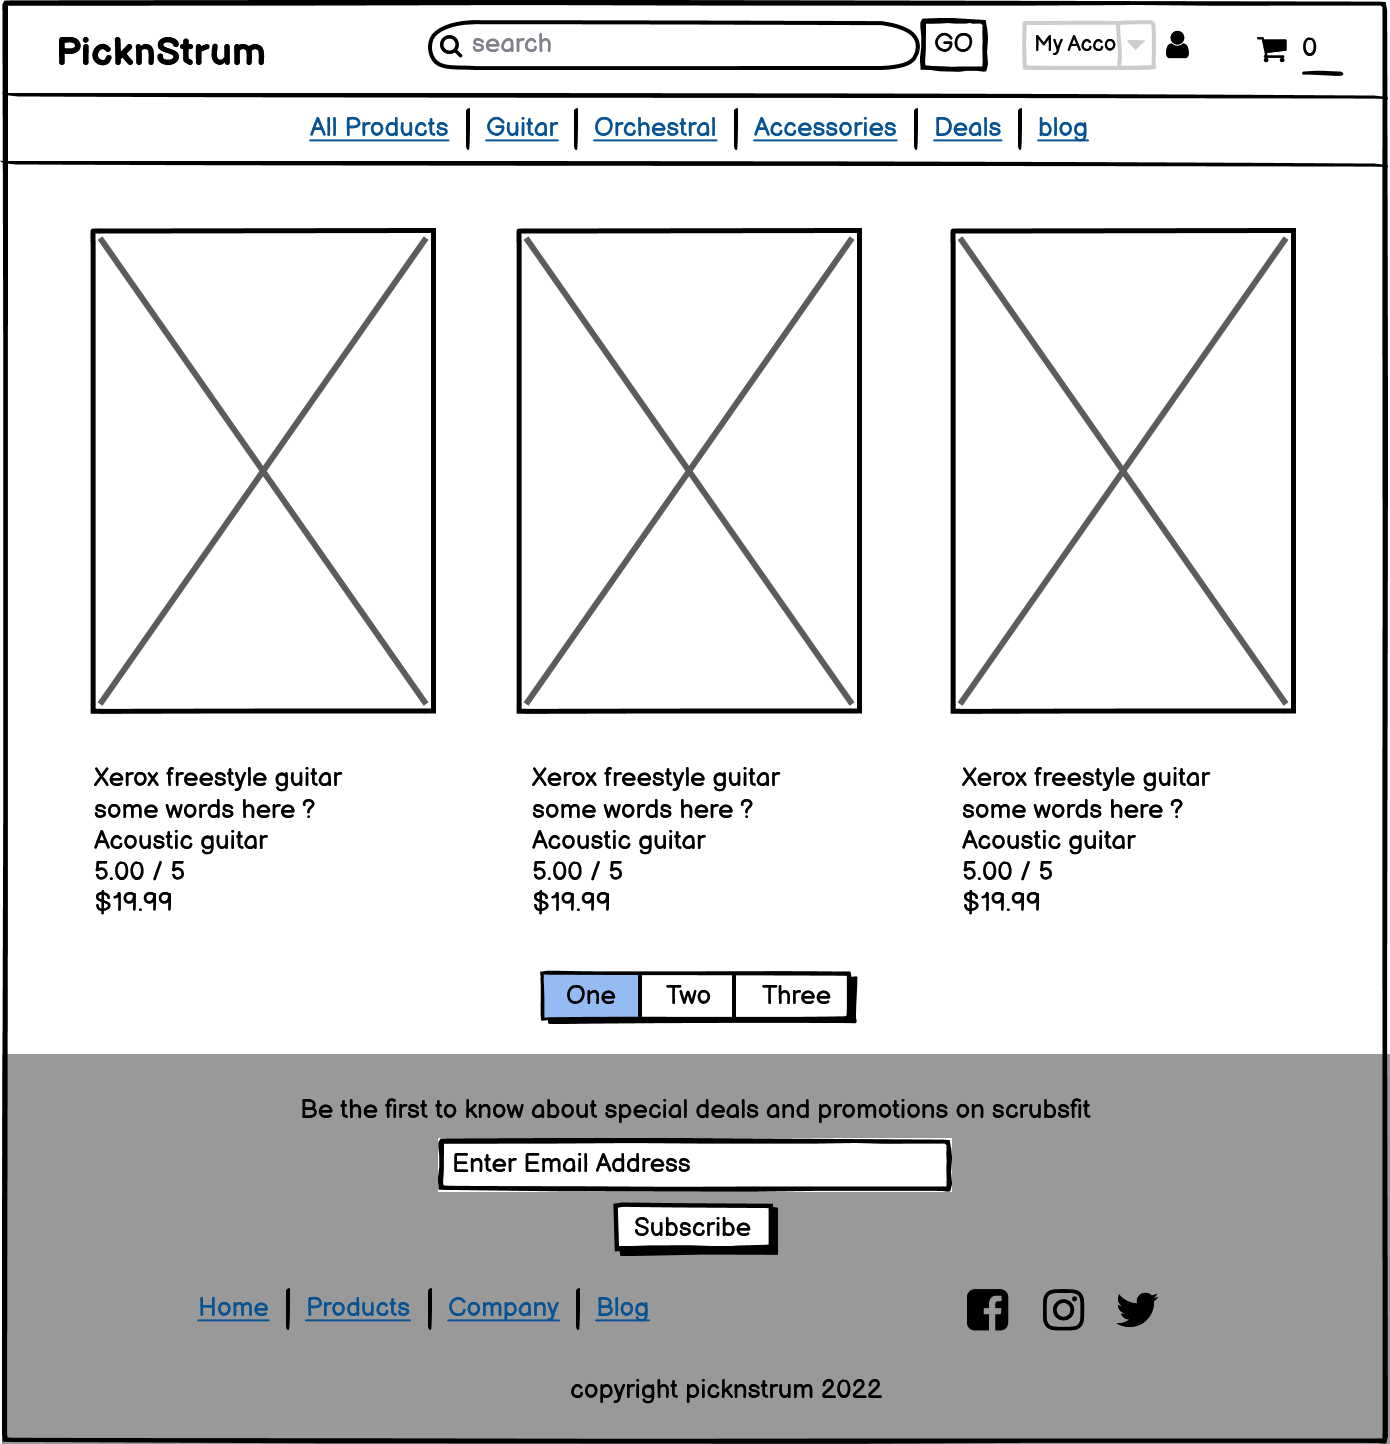 PicknStrum
search
GO
My Acco
0
All Products
Guitar
Orchestral
Accessories
Deals
blog
Xerox freestyle guitar
some words here ?
Acoustic guitar
5.00 / 5
$19.99
Xerox freestyle guitar
some words here ?
Acoustic guitar
5.00 / 5
$19.99
Xerox freestyle guitar
some words here ?
Acoustic guitar
5.00 / 5
$19.99
One
Two
Three
Be the first to know about special deals and promotions on scrubsfit
Enter Email Address
Subscribe
Home
Products
Company
Blog
copyright picknstrum 2022